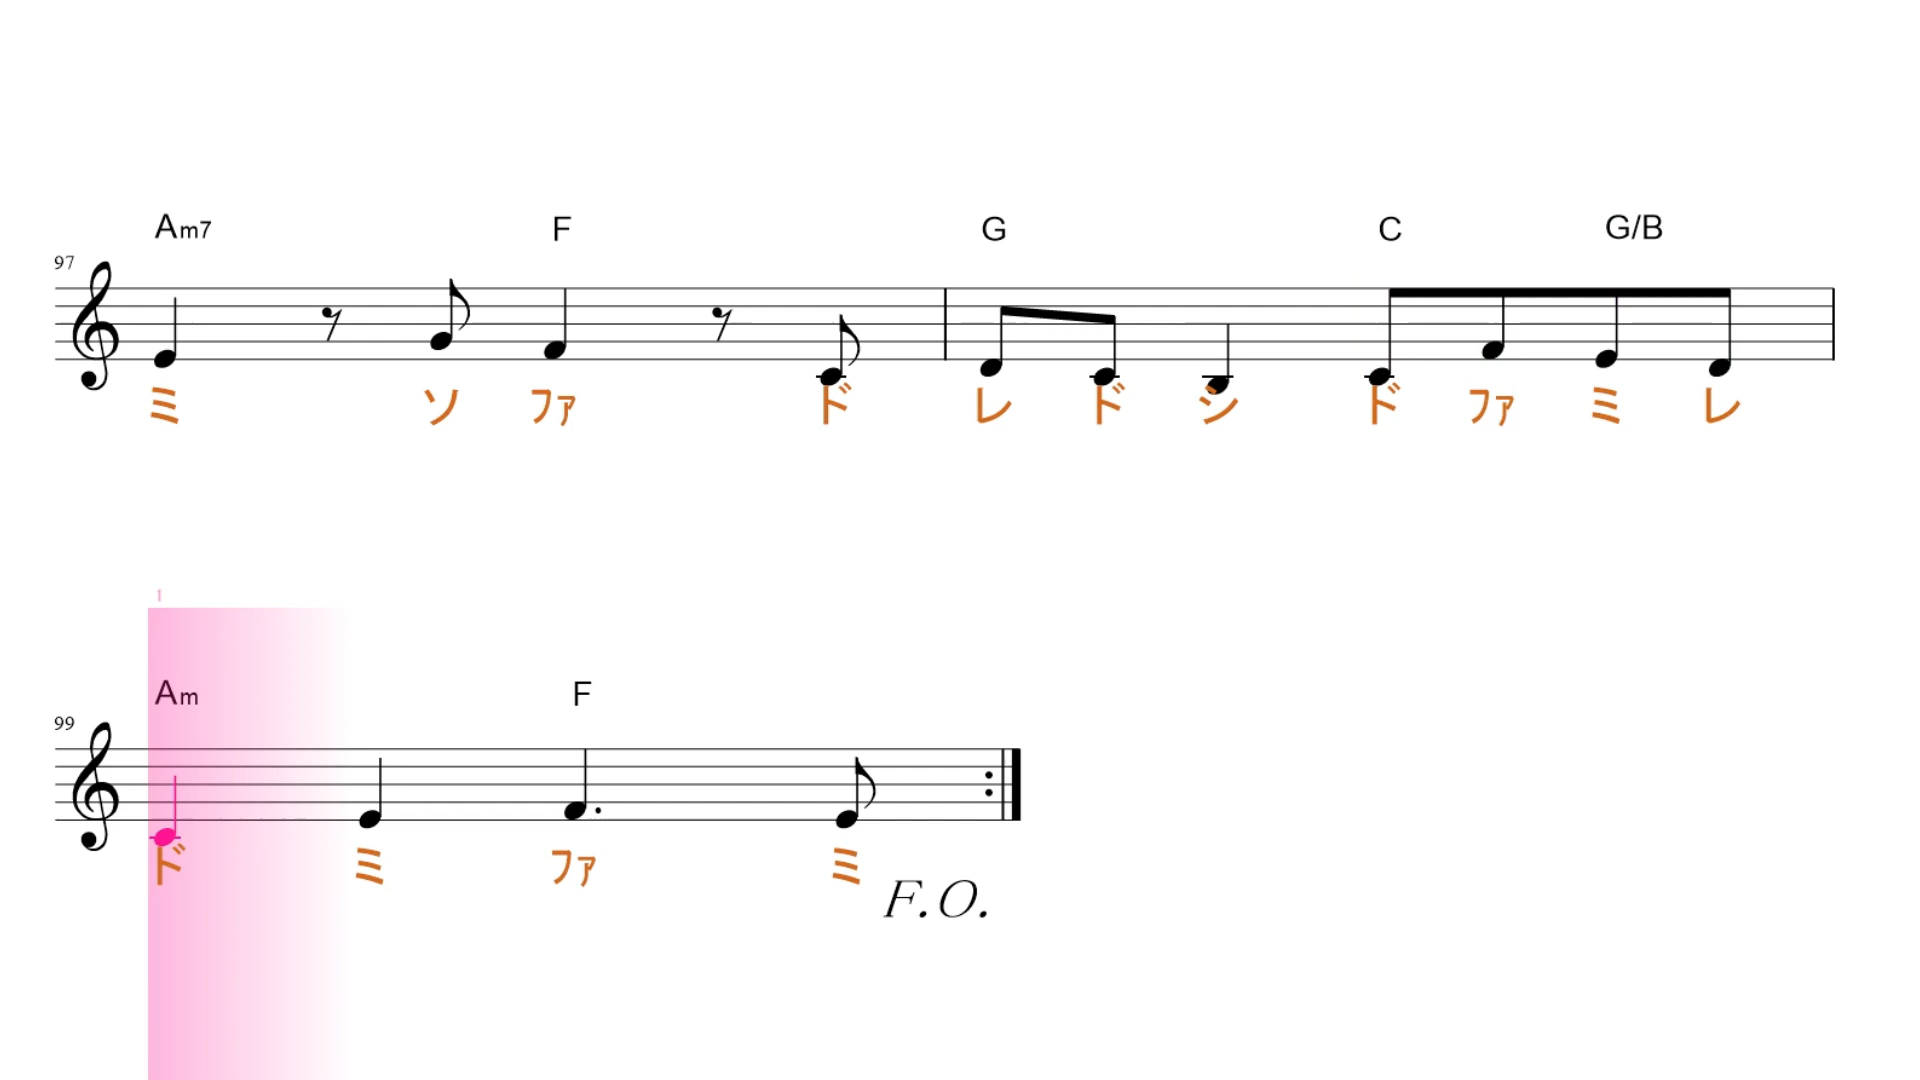 Am7 F G C G/B
97
ミ ソ ファ ド レ ド シ ド ファ ミ レ
1
Am F
99
ド ミ ファ ミ
F.O.